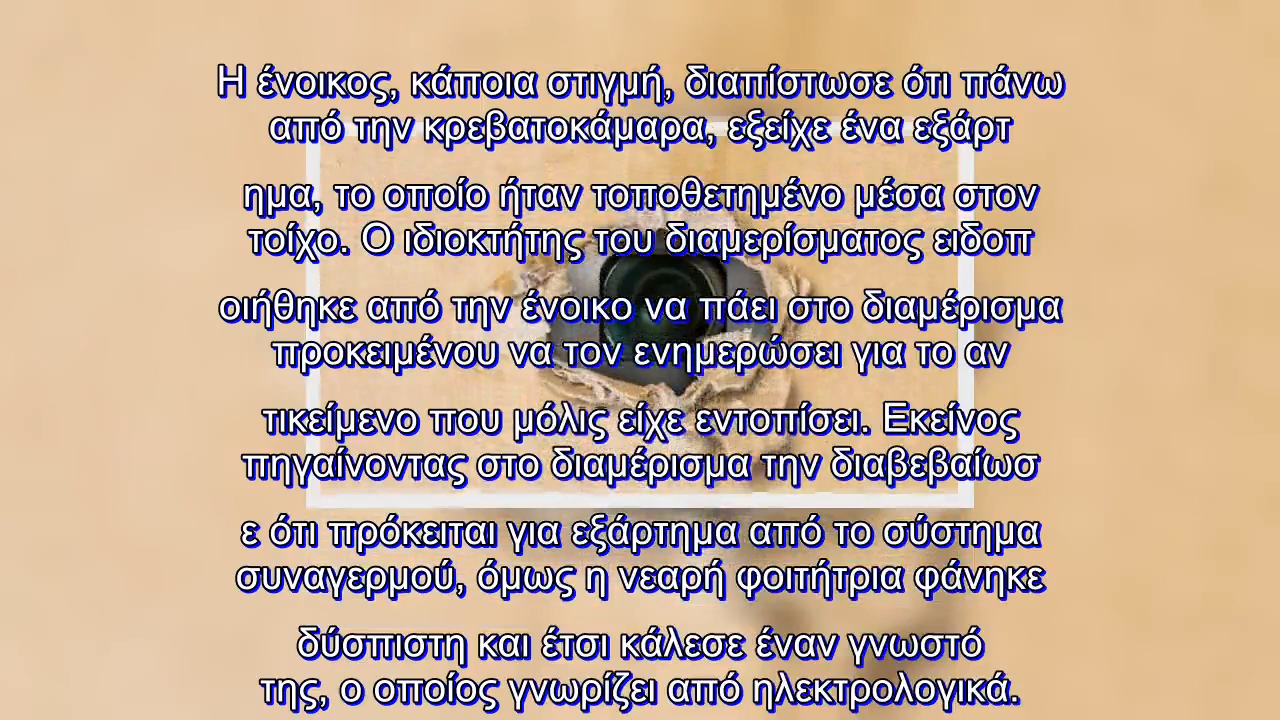 Η ένοικος, κάποια στιγμή, διαπίστωσε ότι πάνω
από την κρεβατοκάμαρα, εξείχε ένα εξάρτ
ημα, το οποίο ήταν τοποθετημένο μέσα στον
τοίχο. Ο ιδιοκτήτης του διαμερίσματος ειδοπ
οιήθηκε από την ένοικο να πάει στο διαμέρισμα
προκειμένου να τον ενημερώσει για το αν
τικείμενο που μόλις είχε εντοπίσει. Εκείνος
πηγαίνοντας στο διαμέρισμα την διαβεβαίωσ
ε ότι πρόκειται για εξάρτημα από το σύστημα
συναγερμού, όμως η νεαρή φοιτήτρια φάνηκε
δύσπιστη και έτσι κάλεσε έναν γνωστό
της, ο οποίος γνωρίζει από ηλεκτρολογικά.